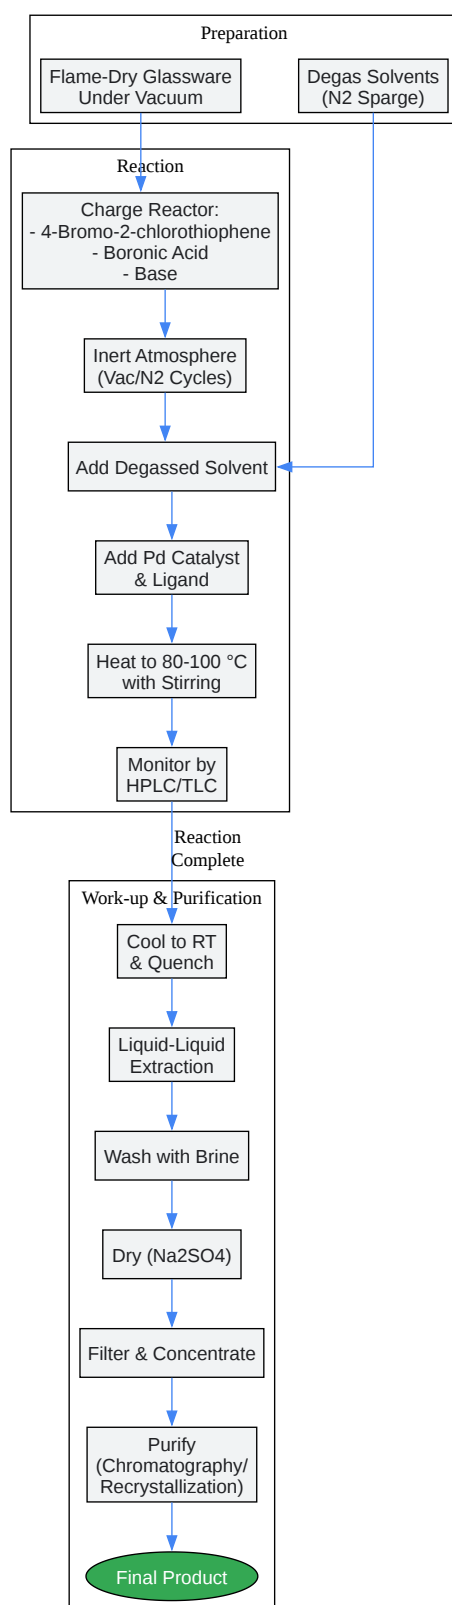 Preparation
Flame-Dry Glassware
Under Vacuum
Degas Solvents
(N2 Sparge)
Reaction
Charge Reactor:
- 4-Bromo-2-chlorothiophene
- Boronic Acid
- Base
Inert Atmosphere
(Vac/N2 Cycles)
Add Degassed Solvent
Add Pd Catalyst
& Ligand
Heat to 80-100 °C
with Stirring
Monitor by
HPLC/TLC
Reaction
Complete
Work-up & Purification
Cool to RT
& Quench
Liquid-Liquid
Extraction
Wash with Brine
Dry (Na2SO4)
Filter & Concentrate
Purify
(Chromatography/
Recrystallization)
Final Product